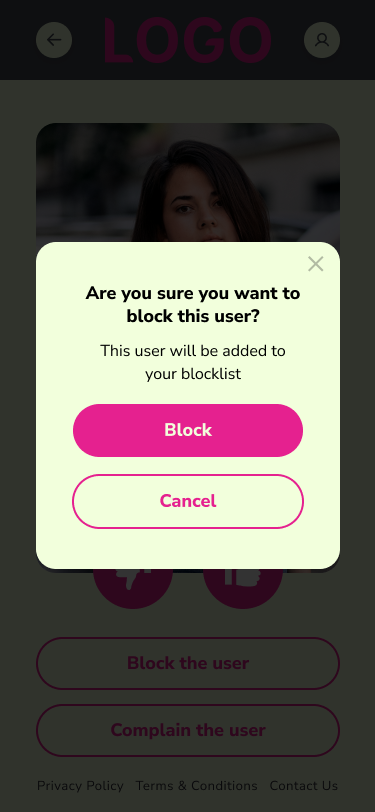 LOGO
Are you sure you want to
block this user?
This user will be added to
your blocklist
Block
Cancel
Block the user
Complain the user
Privacy Policy Terms & Conditions Contact Us